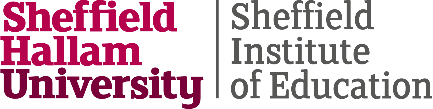 Sheffield
Hallam
University
Sheffield
Institute
of Education